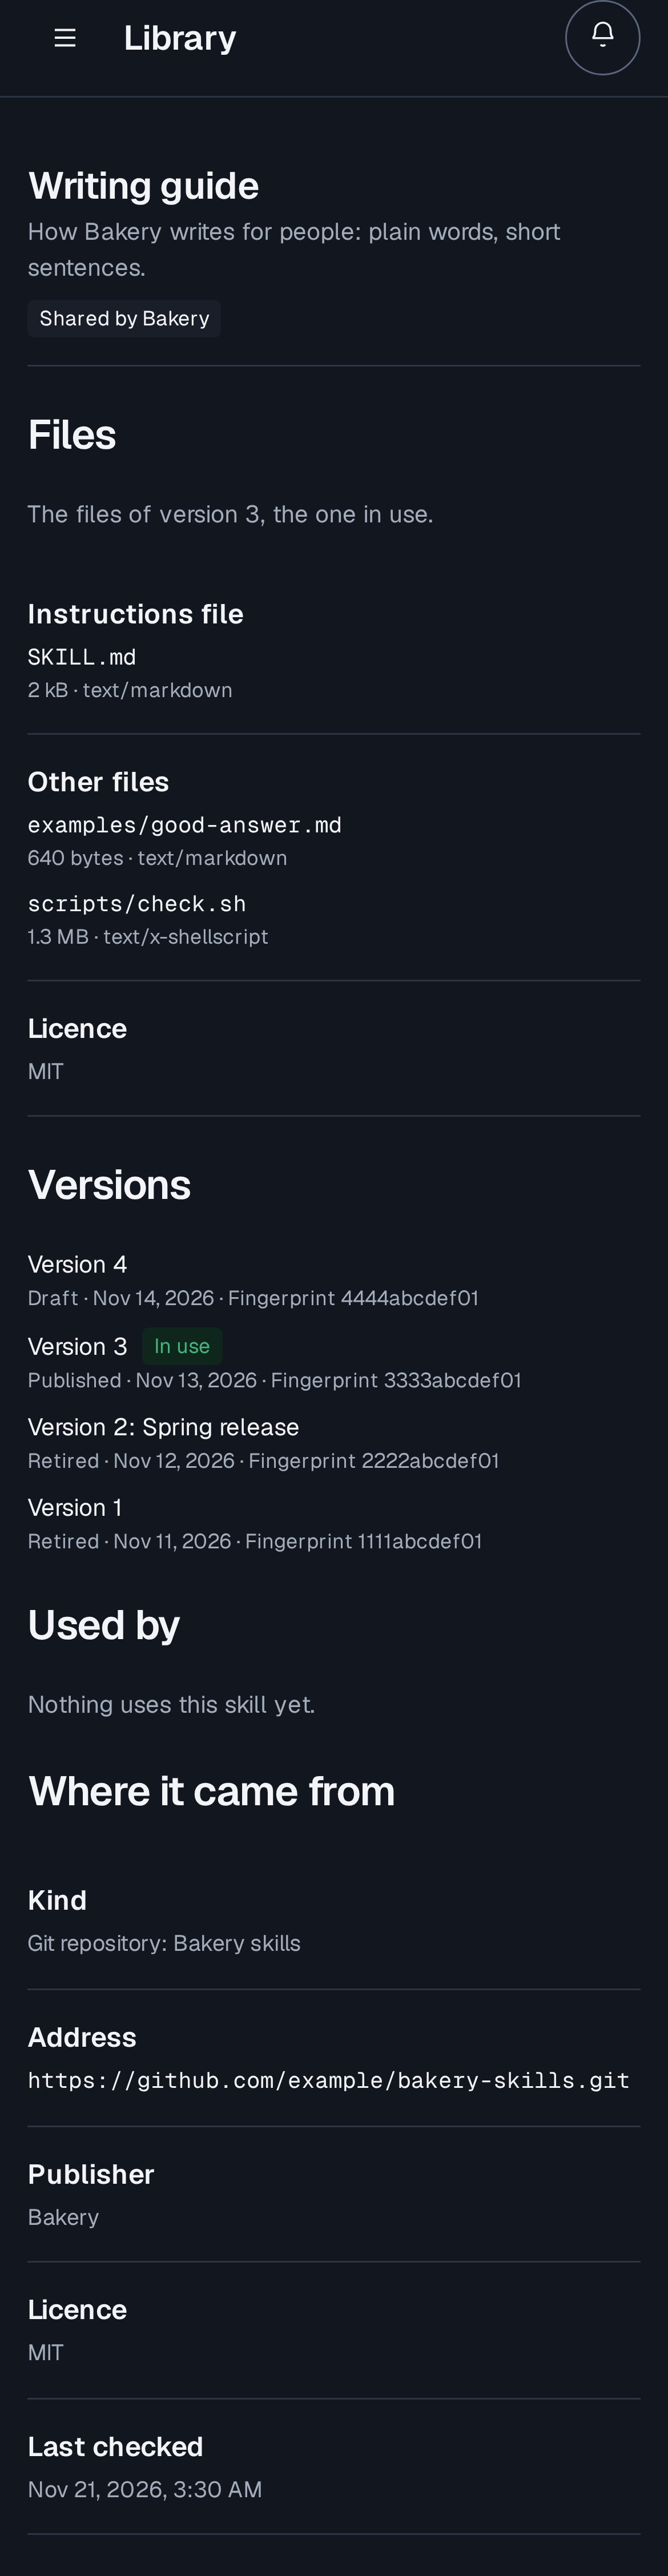 Library
Writing guide
How Bakery writes for people: plain words, short
sentences.
Shared by Bakery
Files
The files of version 3, the one in use.
Instructions file
SKILL.md
2 kB · text/markdown
Other files
examples/good-answer.md
640 bytes · text/markdown
scripts/check.sh
1.3 MB · text/x-shellscript
Licence
MIT
Versions
Version 4
Draft · Nov 14, 2026 · Fingerprint 4444abcdef01
Version 3 In use
Published · Nov 13, 2026 · Fingerprint 3333abcdef01
Version 2: Spring release
Retired · Nov 12, 2026 · Fingerprint 2222abcdef01
Version 1
Retired · Nov 11, 2026 · Fingerprint 1111abcdef01
Used by
Nothing uses this skill yet.
Where it came from
Kind
Git repository: Bakery skills
Address
https://github.com/example/bakery-skills.git
Publisher
Bakery
Licence
MIT
Last checked
Nov 21, 2026, 3:30 AM